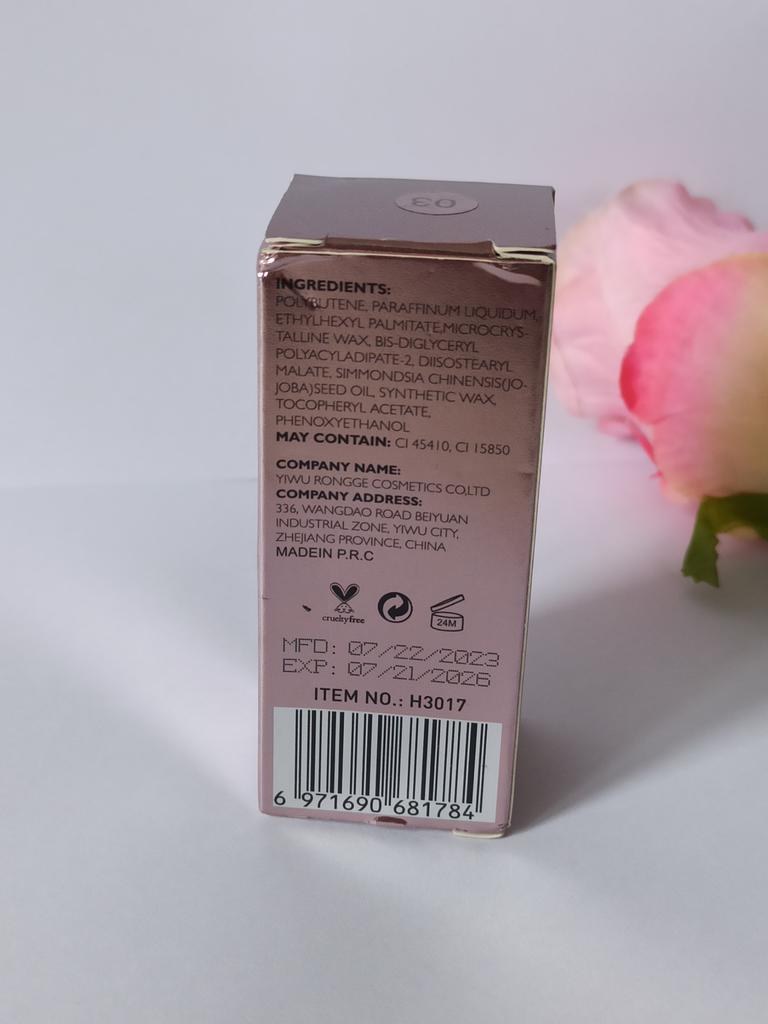 03
INGREDIENTS:
POLYBUTENE, PARAFFINUM LIQUIDUM,
ETHYLHEXYL PALMITATE,MICROCRYS-
TALLINE WAX, BIS-DIGLYCERYL
POLYACYLADIPATE-2, DIISOSTEARYL
MALATE, SIMMONDSIA CHINENSIS(JO-
JOBA)SEED OIL, SYNTHETIC WAX,
TOCOPHERYL ACETATE,
PHENOXYETHANOL
MAY CONTAIN: CI 45410, CI 15850
COMPANY NAME:
YIWU RONGGE COSMETICS CO,LTD
COMPANY ADDRESS:
336, WANGDAO ROAD BEIYUAN
INDUSTRIAL ZONE, YIWU CITY,
ZHEJIANG PROVINCE, CHINA
MADEIN P.R.C
crueltyfree
24M
MFD: 07/22/2023
EXP: 07/21/2026
ITEM NO.: H3017
6 971690 681784